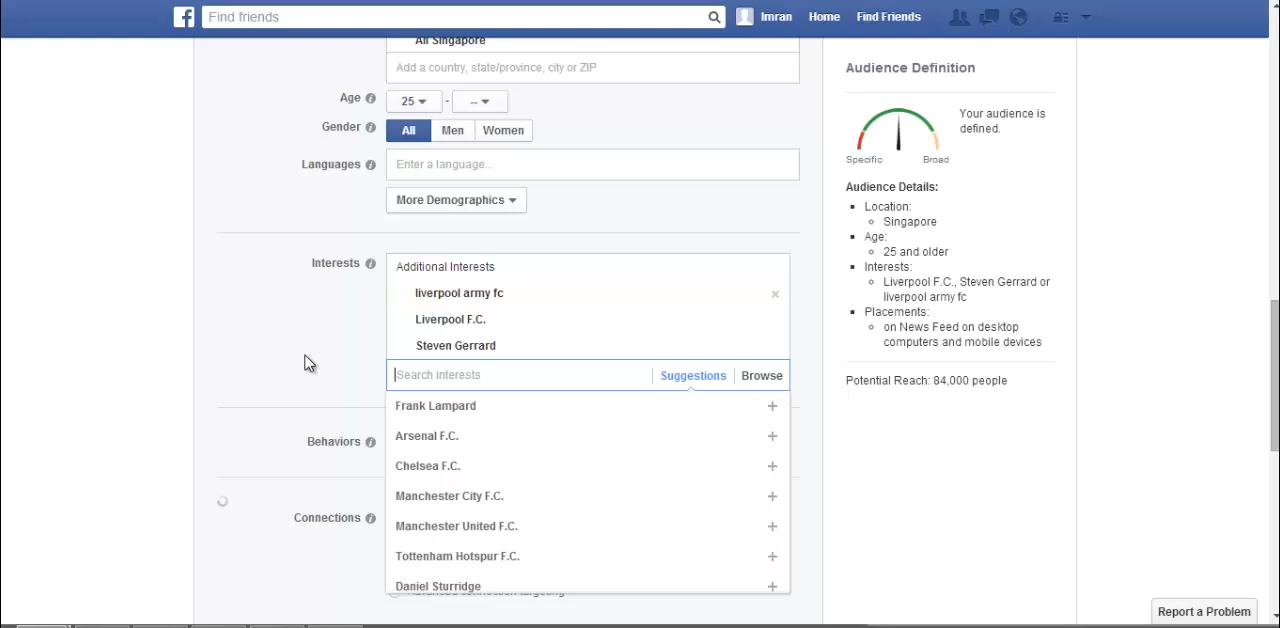 f Find friends Imran Home Find Friends
All Singapore
Add a country, state/province, city or ZIP
Age i 25 - --
Gender i All Men Women
Languages i Enter a language...
More Demographics
Interests i Additional Interests
liverpool army fc ×
Liverpool F.C.
Steven Gerrard
Search interests Suggestions Browse
Frank Lampard +
Arsenal F.C. +
Chelsea F.C. +
Manchester City F.C. +
Manchester United F.C. +
Tottenham Hotspur F.C. +
Daniel Sturridge +
Behaviors i
Connections i
Advanced connection targeting
Audience Definition
Your audience is
defined.
Specific Broad
Audience Details:
Location:
Singapore
Age:
25 and older
Interests:
Liverpool F.C., Steven Gerrard or
liverpool army fc
Placements:
on News Feed on desktop
computers and mobile devices
Potential Reach: 84,000 people
Report a Problem